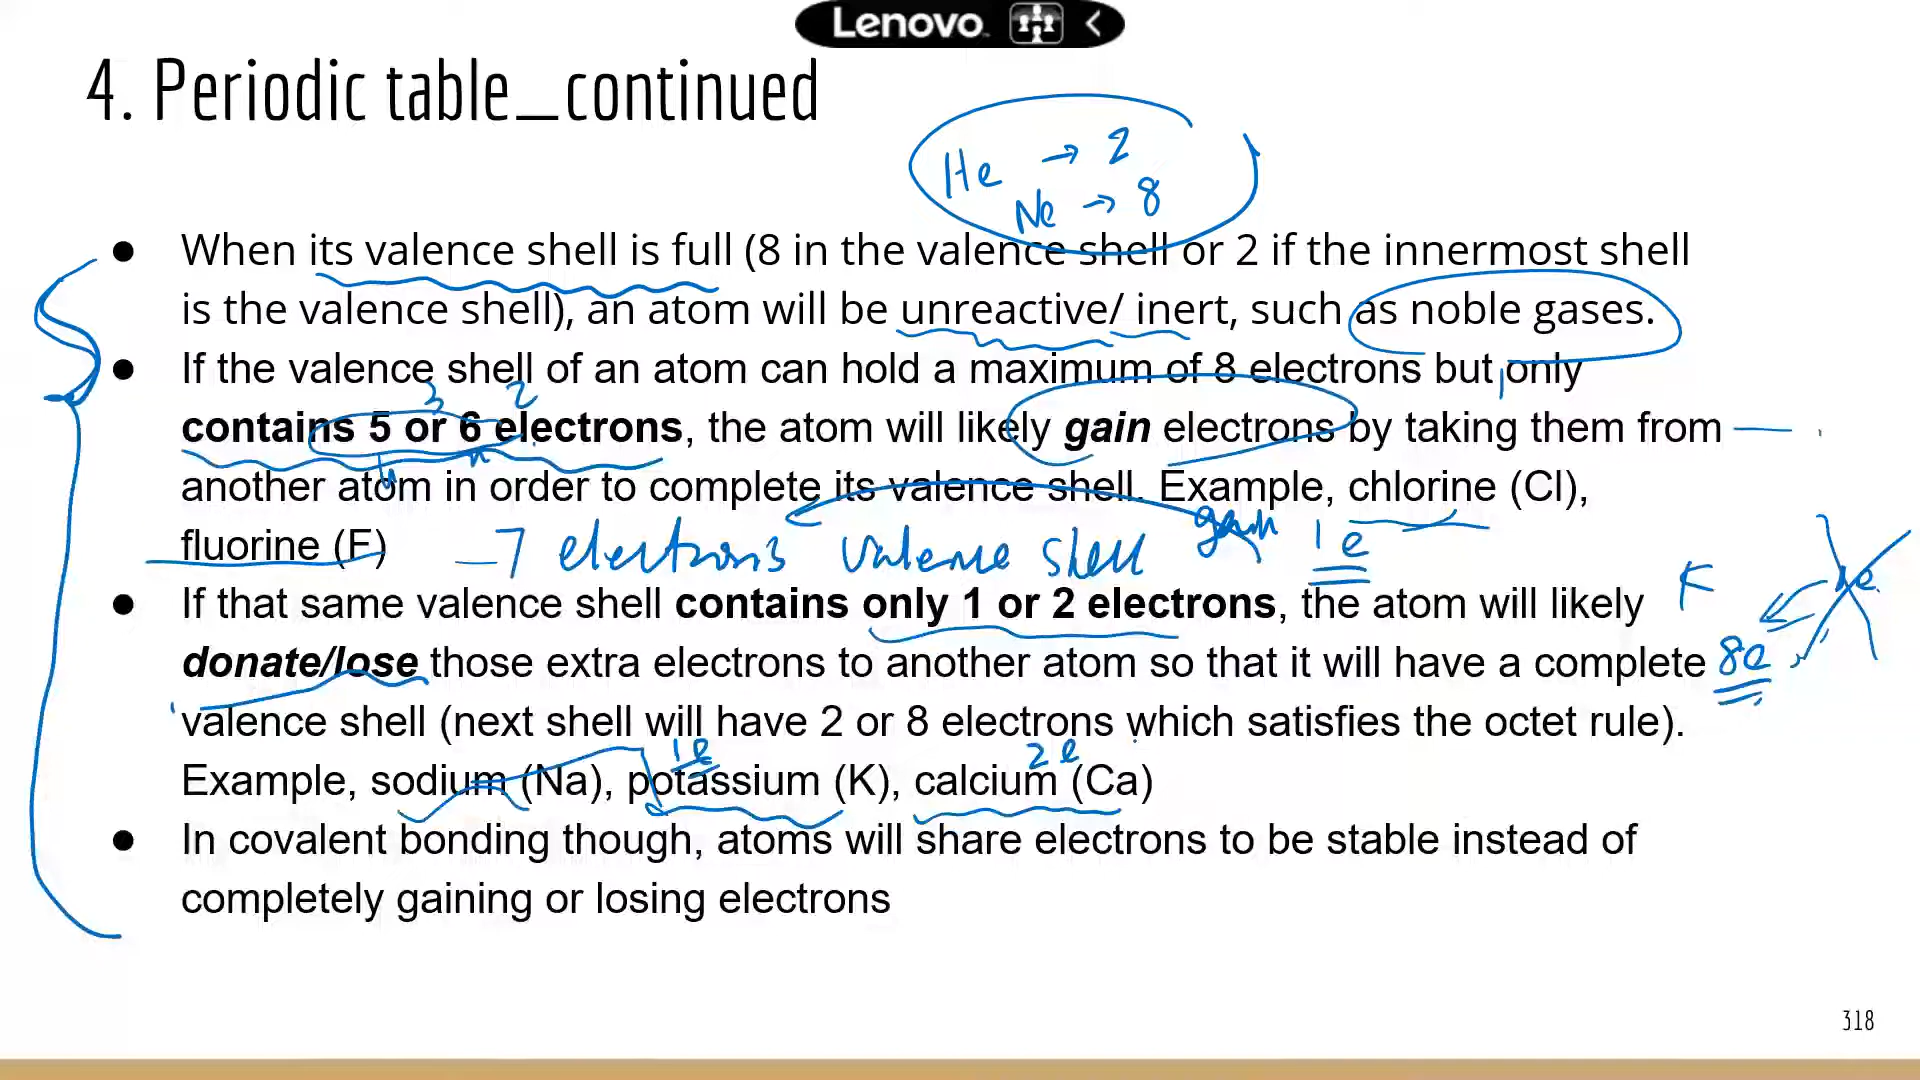 Lenovo
4. Periodic table_continued
He → 2
Ne → 8
● When its valence shell is full (8 in the valence shell or 2 if the innermost shell
is the valence shell), an atom will be unreactive/ inert, such as noble gases.
● If the valence shell of an atom can hold a maximum of 8 electrons but only
3 2
contains 5 or 6 electrons, the atom will likely gain electrons by taking them from
another atom in order to complete its valence shell. Example, chlorine (Cl),
fluorine (F) – 7 electrons valence shell gain 1 e
● If that same valence shell contains only 1 or 2 electrons, the atom will likely K
donate/lose those extra electrons to another atom so that it will have a complete 8e
valence shell (next shell will have 2 or 8 electrons which satisfies the octet rule).
1e 2e
Example, sodium (Na), potassium (K), calcium (Ca)
● In covalent bonding though, atoms will share electrons to be stable instead of
completely gaining or losing electrons
318